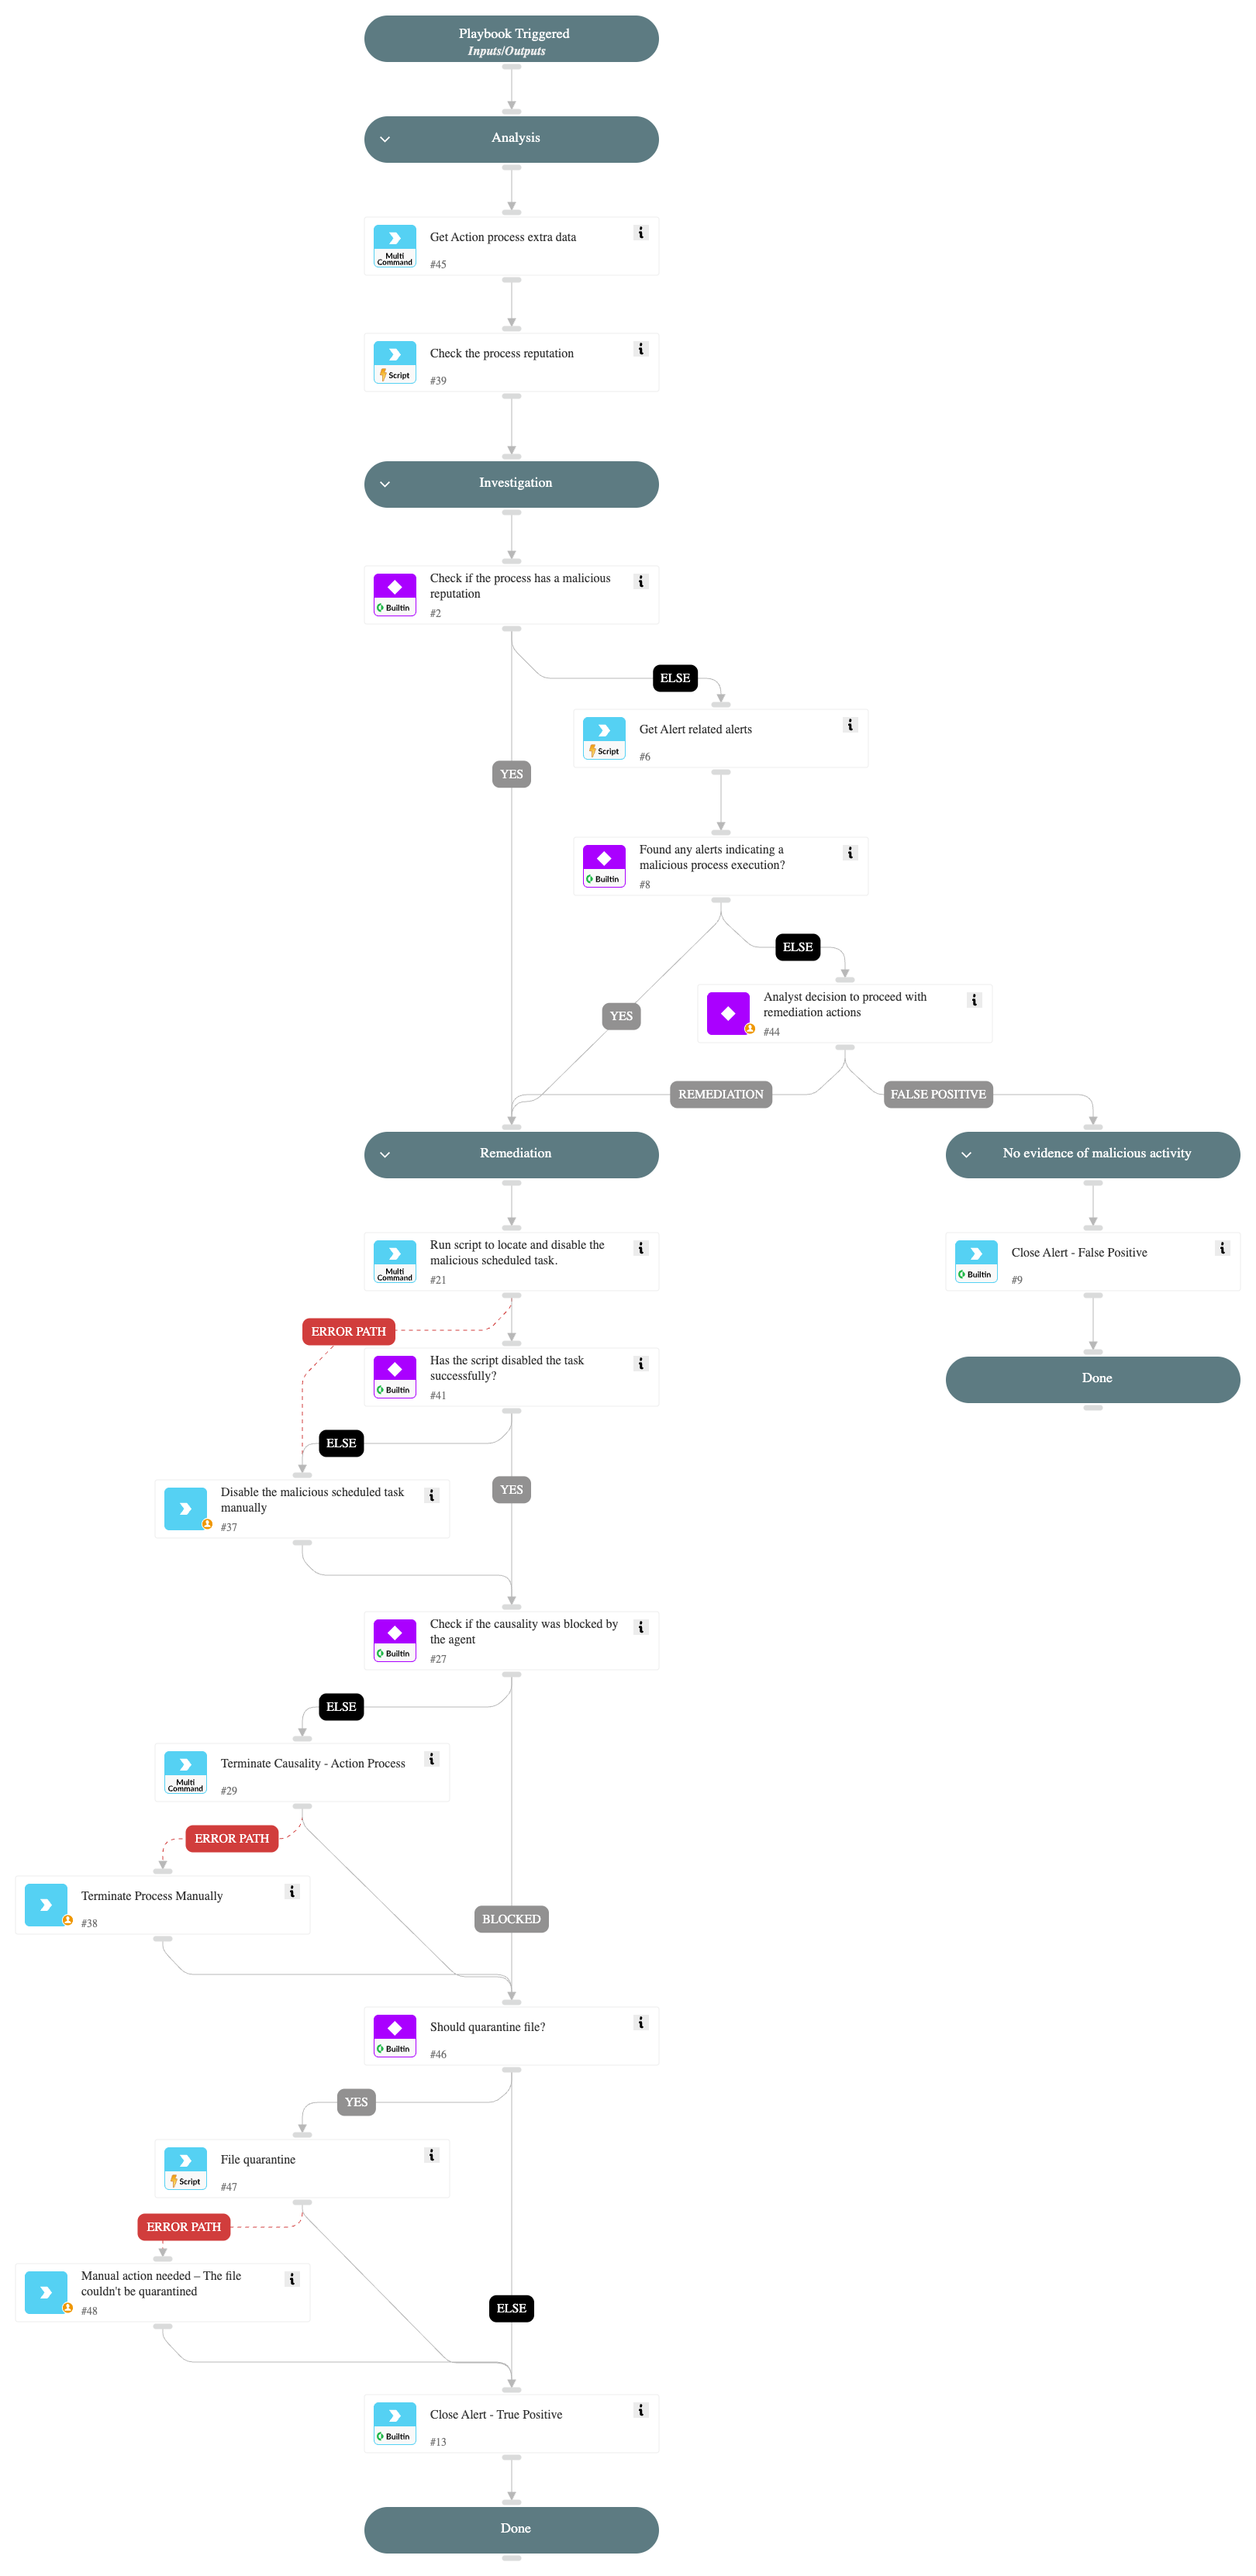 Playbook Triggered
Inputs/Outputs
Analysis
Get Action process extra data
Multi
Command
#45
Check the process reputation
Script
#39
Investigation
Check if the process has a malicious
reputation
Builtin
#2
ELSE
Get Alert related alerts
Script
#6
YES
Found any alerts indicating a
malicious process execution?
Builtin
#8
ELSE
Analyst decision to proceed with
remediation actions
#44
YES
REMEDIATION
FALSE POSITIVE
Remediation
No evidence of malicious activity
Run script to locate and disable the
malicious scheduled task.
Multi
Command
#21
Close Alert - False Positive
Builtin
#9
ERROR PATH
Has the script disabled the task
successfully?
Builtin
#41
Done
ELSE
YES
Disable the malicious scheduled task
manually
#37
Check if the causality was blocked by
the agent
Builtin
#27
ELSE
Terminate Causality - Action Process
Multi
Command
#29
ERROR PATH
Terminate Process Manually
#38
BLOCKED
Should quarantine file?
Builtin
#46
YES
File quarantine
Script
#47
ERROR PATH
Manual action needed – The file
couldn't be quarantined
#48
ELSE
Close Alert - True Positive
Builtin
#13
Done